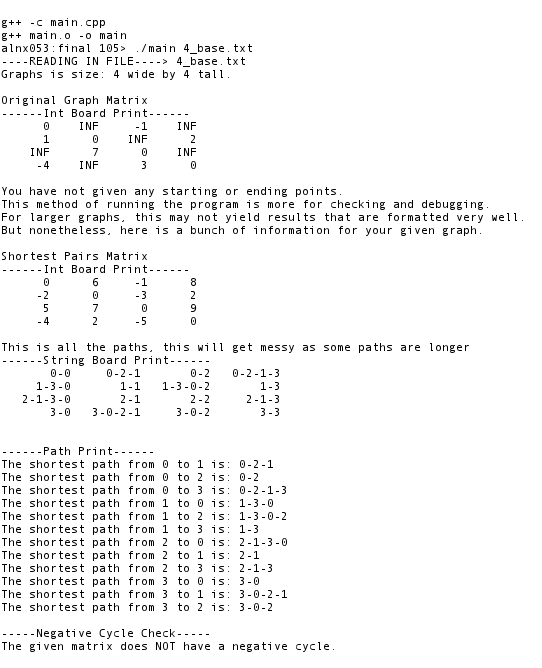 g++ -c main.cpp
g++ main.o -o main
alnx053:final 105> ./main 4_base.txt
----READING IN FILE----> 4_base.txt
Graphs is size: 4 wide by 4 tall.

Original Graph Matrix
------Int Board Print------
0 INF -1 INF
1 0 INF 2
INF 7 0 INF
-4 INF 3 0

You have not given any starting or ending points.
This method of running the program is more for checking and debugging.
For larger graphs, this may not yield results that are formatted very well.
But nonetheless, here is a bunch of information for your given graph.

Shortest Pairs Matrix
------Int Board Print------
0 6 -1 8
-2 0 -3 2
5 7 0 9
-4 2 -5 0

This is all the paths, this will get messy as some paths are longer
------String Board Print------
0-0 0-2-1 0-2 0-2-1-3
1-3-0 1-1 1-3-0-2 1-3
2-1-3-0 2-1 2-2 2-1-3
3-0 3-0-2-1 3-0-2 3-3

------Path Print------
The shortest path from 0 to 1 is: 0-2-1
The shortest path from 0 to 2 is: 0-2
The shortest path from 0 to 3 is: 0-2-1-3
The shortest path from 1 to 0 is: 1-3-0
The shortest path from 1 to 2 is: 1-3-0-2
The shortest path from 1 to 3 is: 1-3
The shortest path from 2 to 0 is: 2-1-3-0
The shortest path from 2 to 1 is: 2-1
The shortest path from 2 to 3 is: 2-1-3
The shortest path from 3 to 0 is: 3-0
The shortest path from 3 to 1 is: 3-0-2-1
The shortest path from 3 to 2 is: 3-0-2

-----Negative Cycle Check-----
The given matrix does NOT have a negative cycle.